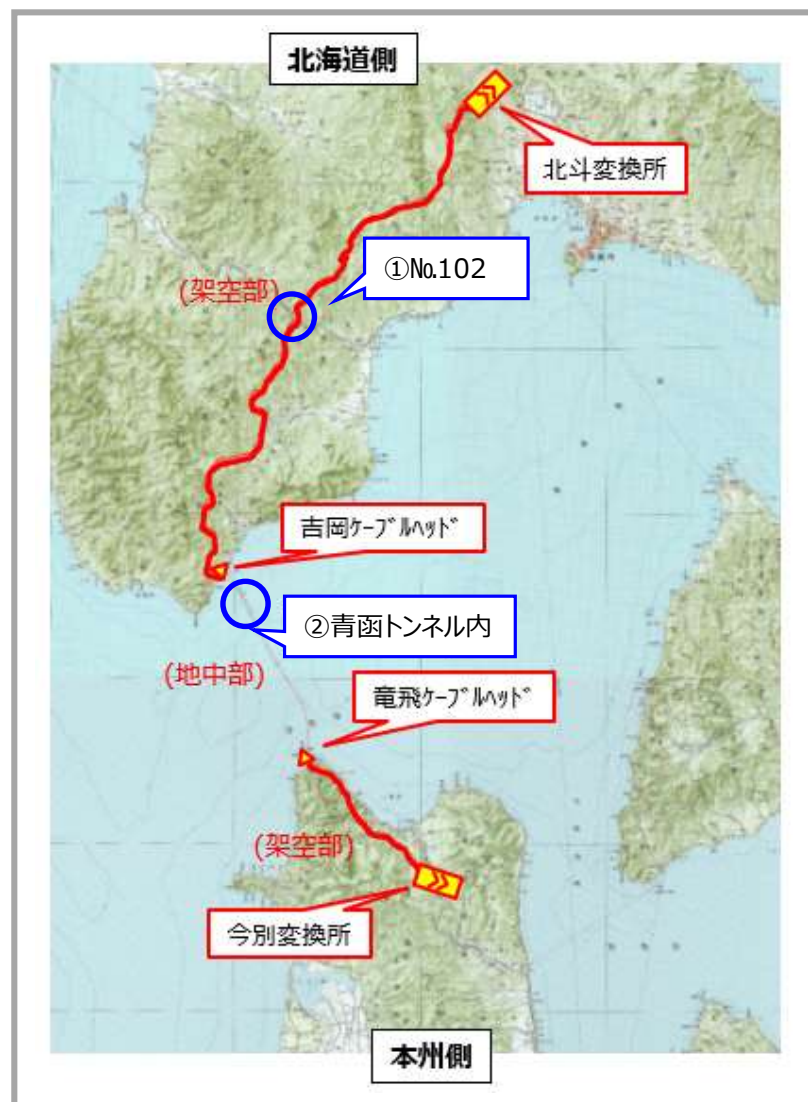 北海道側
北斗変換所
①№102
(架空部)
吉岡ｹｰﾌﾞﾙﾍｯﾄﾞ
②青函トンネル内
(地中部)
竜飛ｹｰﾌﾞﾙﾍｯﾄﾞ
(架空部)
今別変換所
本州側